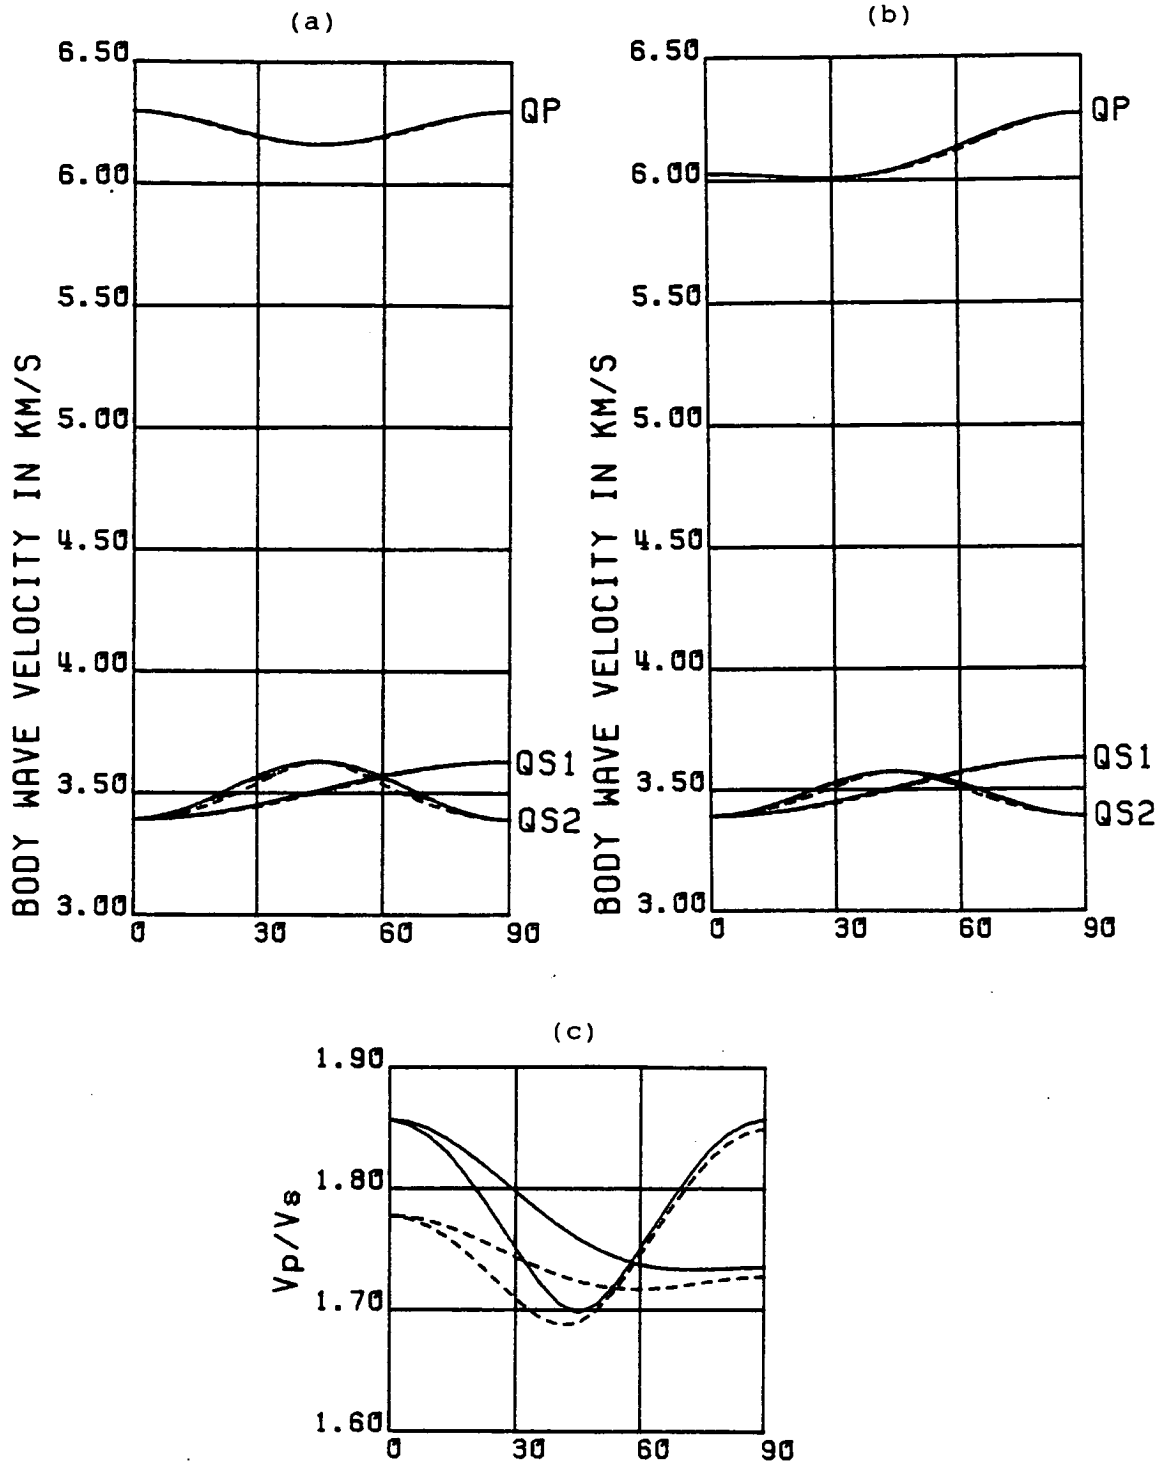 (a)
6.50
6.00
5.50
5.00
4.50
4.00
3.50
3.00
BODY WAVE VELOCITY IN KM/S
QP
QS1
QS2
0 30 60 90
(b)
6.50
6.00
5.50
5.00
4.50
4.00
3.50
3.00
BODY WAVE VELOCITY IN KM/S
QP
QS1
QS2
0 30 60 90
(c)
1.90
1.80
1.70
1.60
Vp/Vs
0 30 60 90